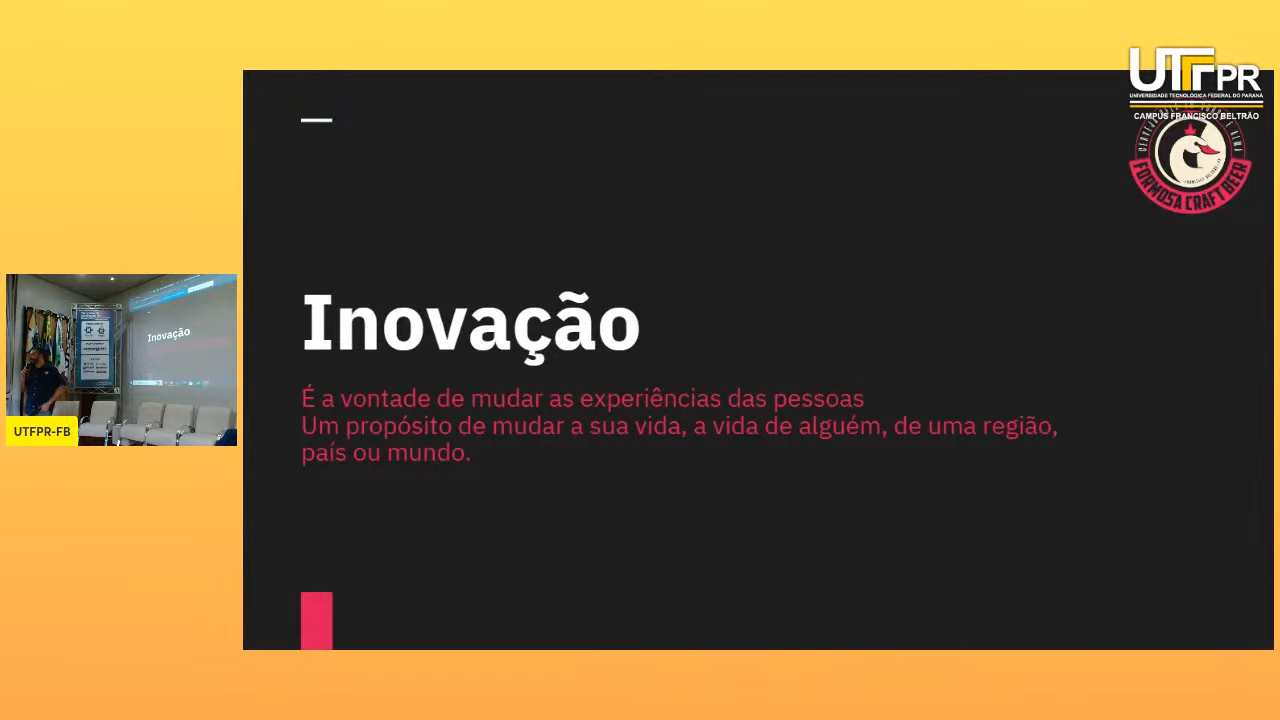 UTFPR
UNIVERSIDADE TECNOLÓGICA FEDERAL DO PARANÁ
CAMPUS FRANCISCO BELTRÃO
FORMOSA CRAFT BEER
Inovação
É a vontade de mudar as experiências das pessoas
Um propósito de mudar a sua vida, a vida de alguém, de uma região,
país ou mundo.
Inovação
UTFPR-FB